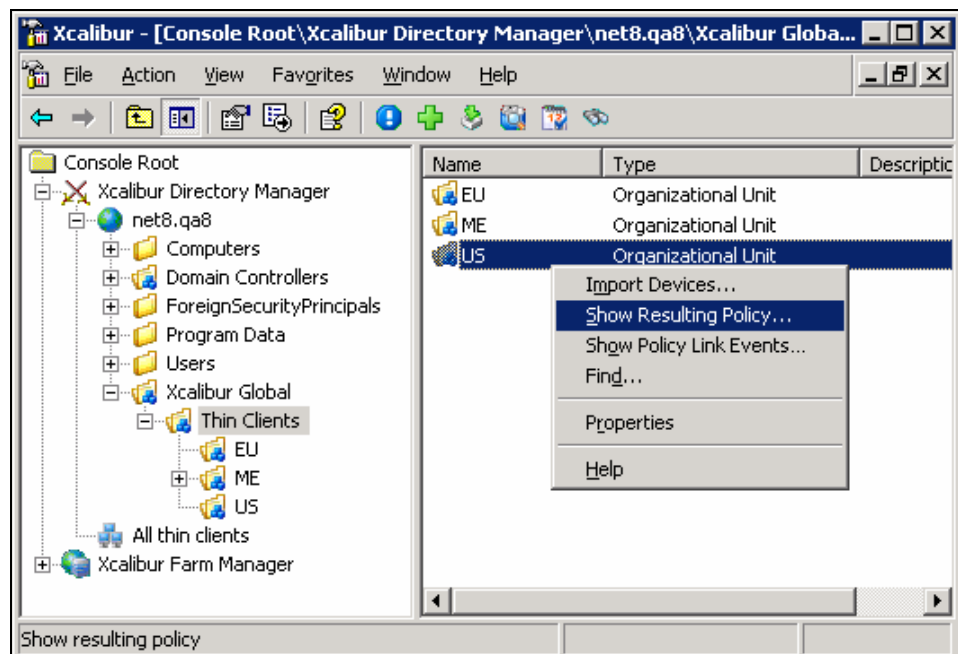 Xcalibur - [Console Root\Xcalibur Directory Manager\net8.qa8\Xcalibur Globa...
File Action View Favorites Window Help
Console Root
Xcalibur Directory Manager
net8.qa8
Computers
Domain Controllers
ForeignSecurityPrincipals
Program Data
Users
Xcalibur Global
Thin Clients
EU
ME
US
All thin clients
Xcalibur Farm Manager
Name Type Descriptic
EU Organizational Unit
ME Organizational Unit
US Organizational Unit
Import Devices...
Show Resulting Policy...
Show Policy Link Events...
Find...
Properties
Help
Show resulting policy